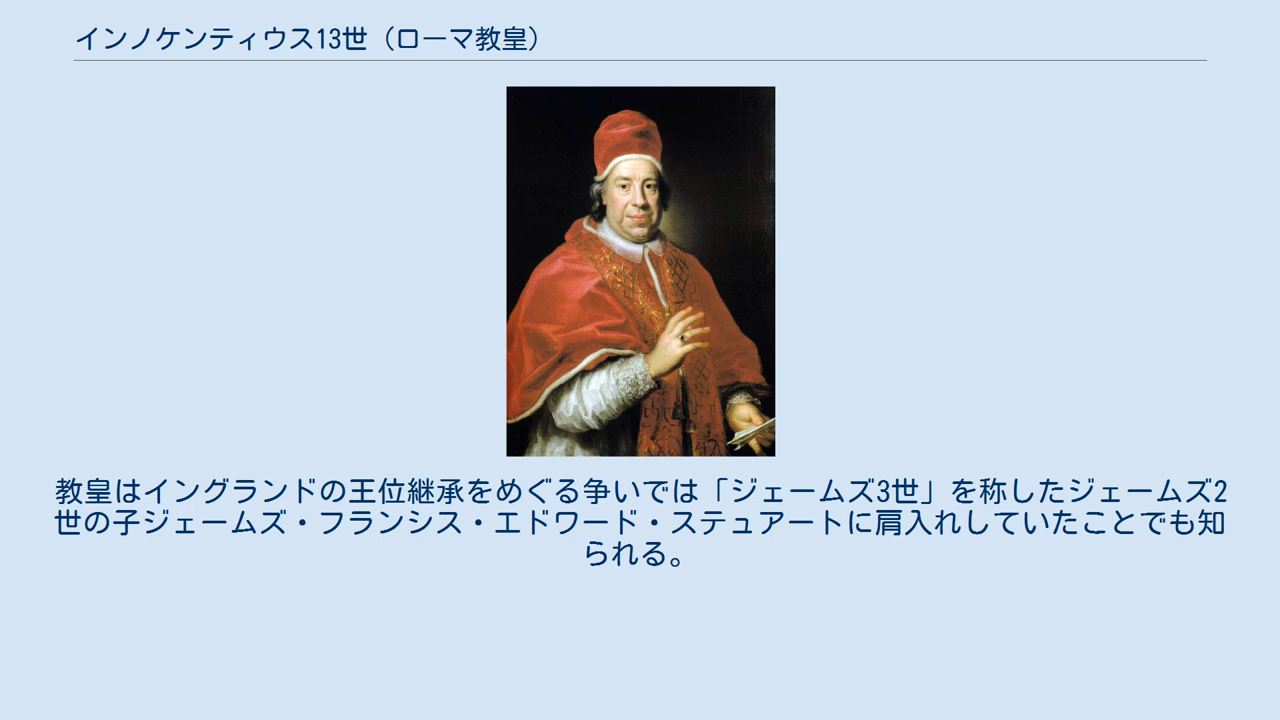 インノケンティウス13世（ローマ教皇）
教皇はイングランドの王位継承をめぐる争いでは「ジェームズ3世」を称したジェームズ2
世の子ジェームズ・フランシス・エドワード・ステュアートに肩入れしていたことでも知
られる。